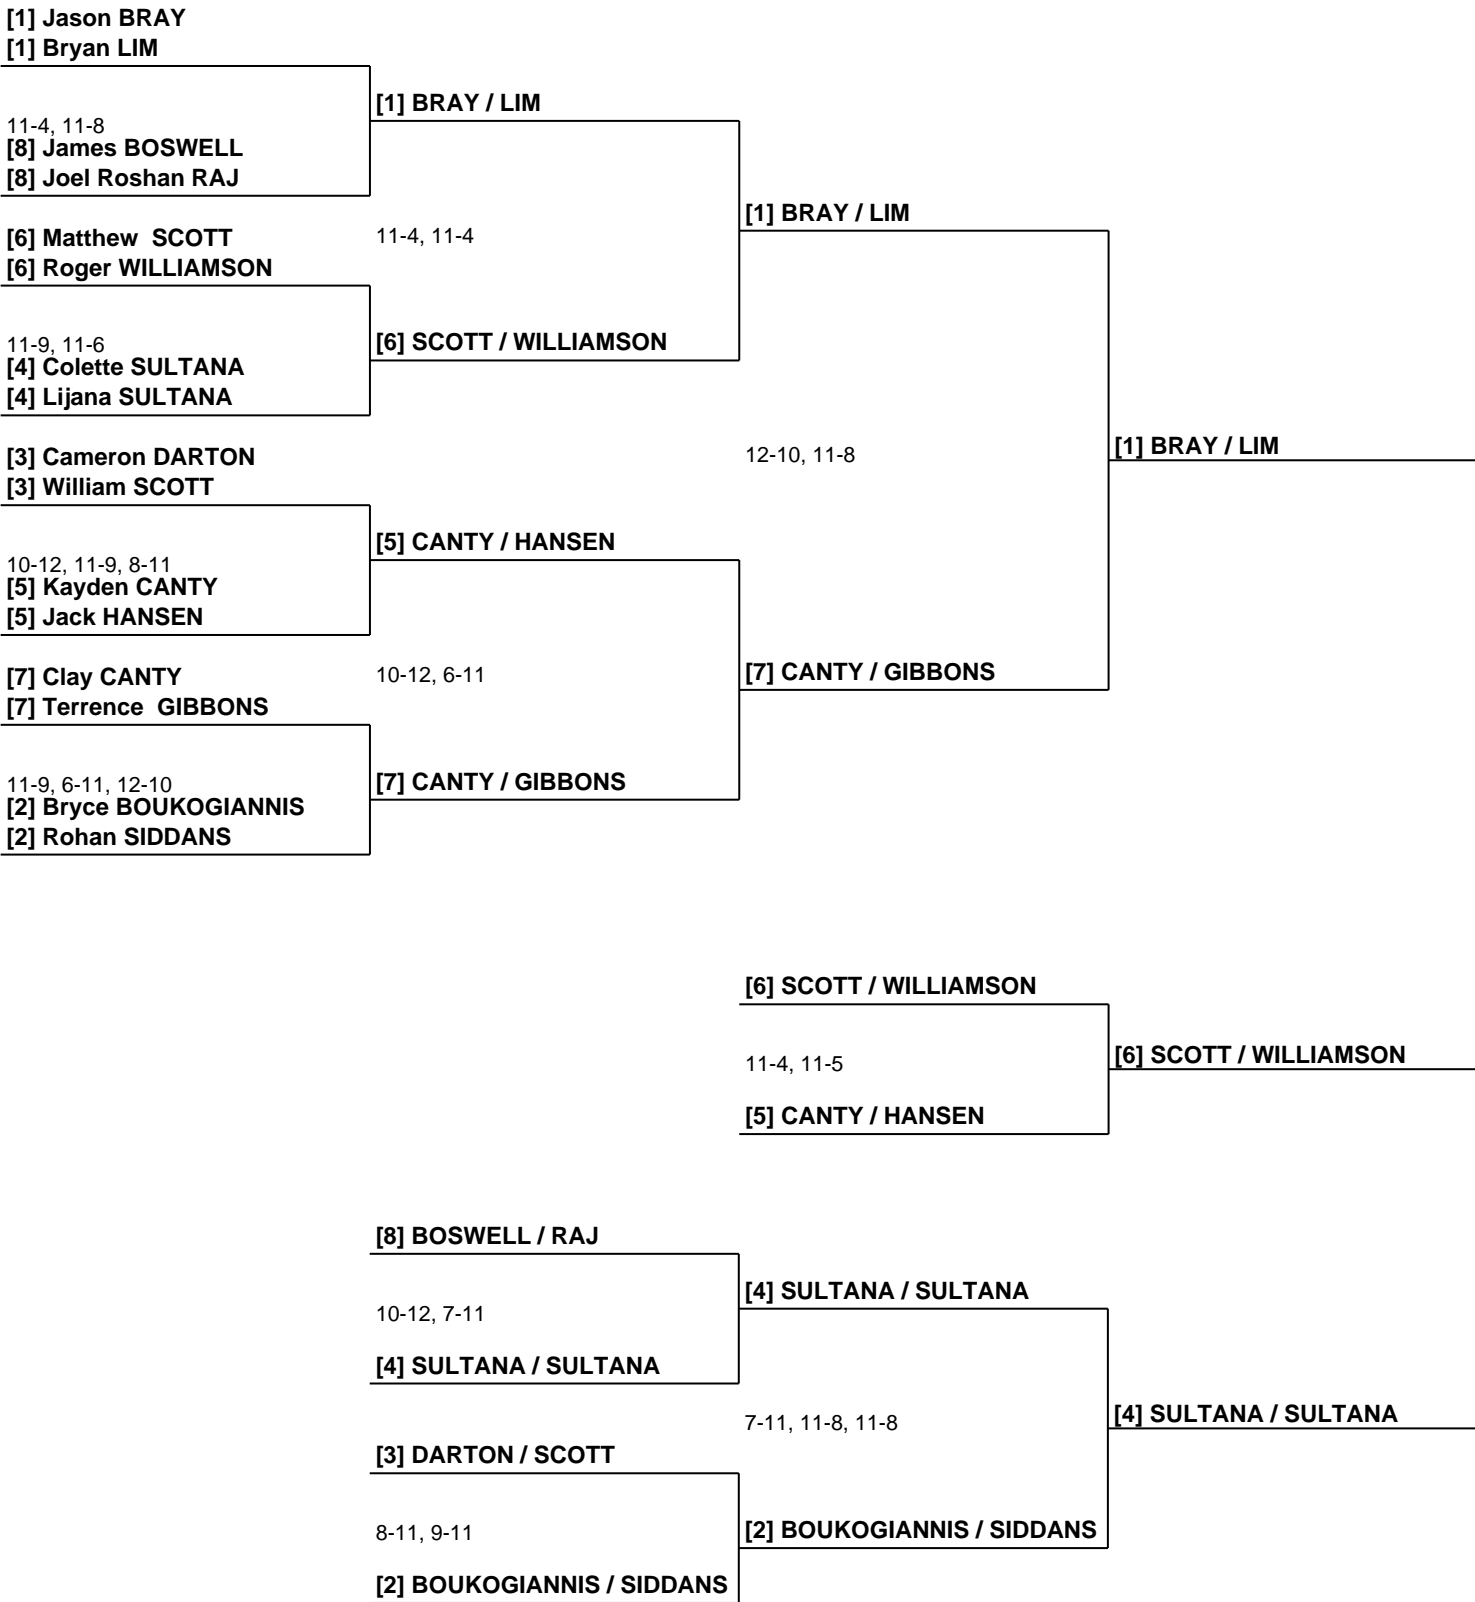 [1] Jason BRAY
[1] Bryan LIM
[1] BRAY / LIM
11-4, 11-8
[8] James BOSWELL
[8] Joel Roshan RAJ
[1] BRAY / LIM
[6] Matthew  SCOTT
11-4, 11-4
[6] Roger WILLIAMSON
11-9, 11-6
[6] SCOTT / WILLIAMSON
[4] Colette SULTANA
[4] Lijana SULTANA
[3] Cameron DARTON
12-10, 11-8
[1] BRAY / LIM
[3] William SCOTT
[5] CANTY / HANSEN
10-12, 11-9, 8-11
[5] Kayden CANTY
[5] Jack HANSEN
[7] Clay CANTY
10-12, 6-11
[7] CANTY / GIBBONS
[7] Terrence  GIBBONS
11-9, 6-11, 12-10
[7] CANTY / GIBBONS
[2] Bryce BOUKOGIANNIS
[2] Rohan SIDDANS
[6] SCOTT / WILLIAMSON
11-4, 11-5
[6] SCOTT / WILLIAMSON
[5] CANTY / HANSEN
[8] BOSWELL / RAJ
[4] SULTANA / SULTANA
10-12, 7-11
[4] SULTANA / SULTANA
7-11, 11-8, 11-8
[4] SULTANA / SULTANA
[3] DARTON / SCOTT
8-11, 9-11
[2] BOUKOGIANNIS / SIDDANS
[2] BOUKOGIANNIS / SIDDANS